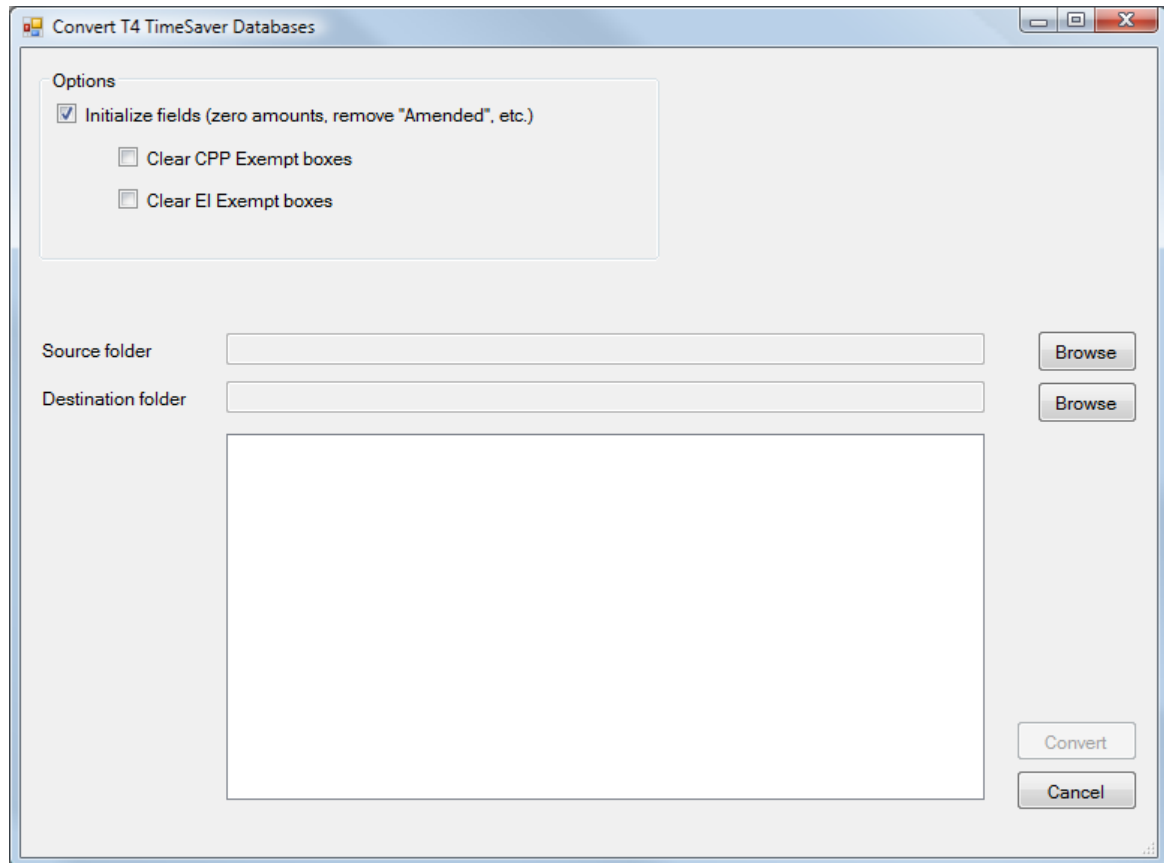 Convert T4 TimeSaver Databases
Options
Initialize fields (zero amounts, remove "Amended", etc.)
Clear CPP Exempt boxes
Clear EI Exempt boxes
Source folder
Browse
Destination folder
Browse
Convert
Cancel